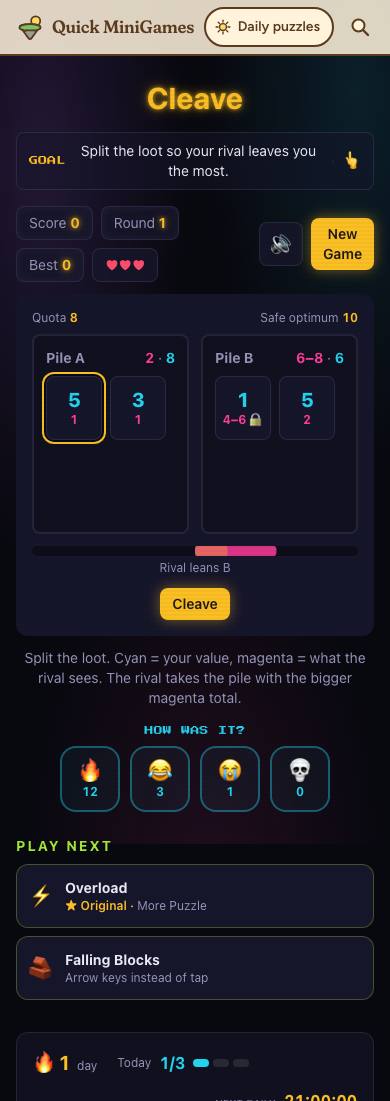 Quick MiniGames
Daily puzzles
Cleave
GOAL
Split the loot so your rival leaves you
the most.
Score 0
Round 1
Best 0
New
Game
Quota 8
Safe optimum 10
Pile A
2 · 8
5
1
3
1
Pile B
6–8 · 6
1
4–6
5
2
Rival leans B
Cleave
Split the loot. Cyan = your value, magenta = what the
rival sees. The rival takes the pile with the bigger
magenta total.
HOW WAS IT?
12
3
1
0
PLAY NEXT
Overload
Original · More Puzzle
Falling Blocks
Arrow keys instead of tap
1 day
Today 1/3
21:00:00